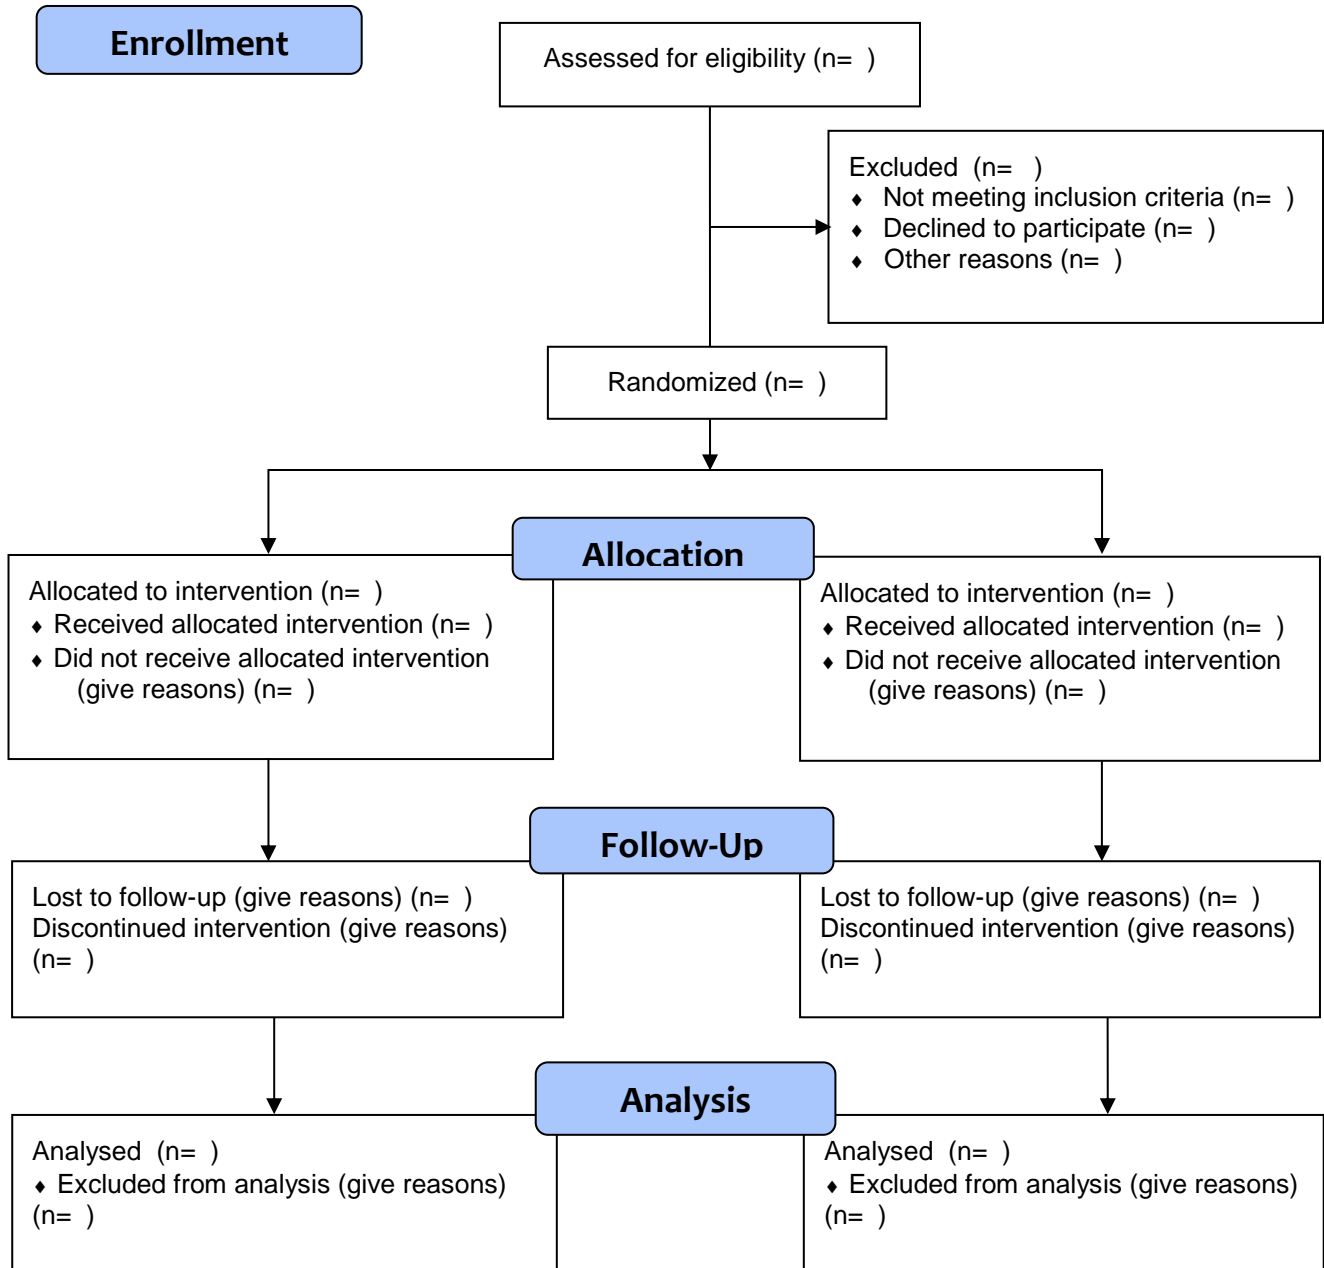 Enrollment
Assessed for eligibility (n=  )
Excluded  (n=   )
♦ Not meeting inclusion criteria (n=  )
♦ Declined to participate (n=  )
♦ Other reasons (n=  )
Randomized (n=  )
Allocation
Allocated to intervention (n=  )
♦ Received allocated intervention (n=  )
♦ Did not receive allocated intervention
(give reasons) (n=  )
Allocated to intervention (n=  )
♦ Received allocated intervention (n=  )
♦ Did not receive allocated intervention
(give reasons) (n=  )
Follow-Up
Lost to follow-up (give reasons) (n=  )
Discontinued intervention (give reasons)
(n=  )
Lost to follow-up (give reasons) (n=  )
Discontinued intervention (give reasons)
(n=  )
Analysis
Analysed  (n=  )
♦ Excluded from analysis (give reasons)
(n=  )
Analysed  (n=  )
♦ Excluded from analysis (give reasons)
(n=  )